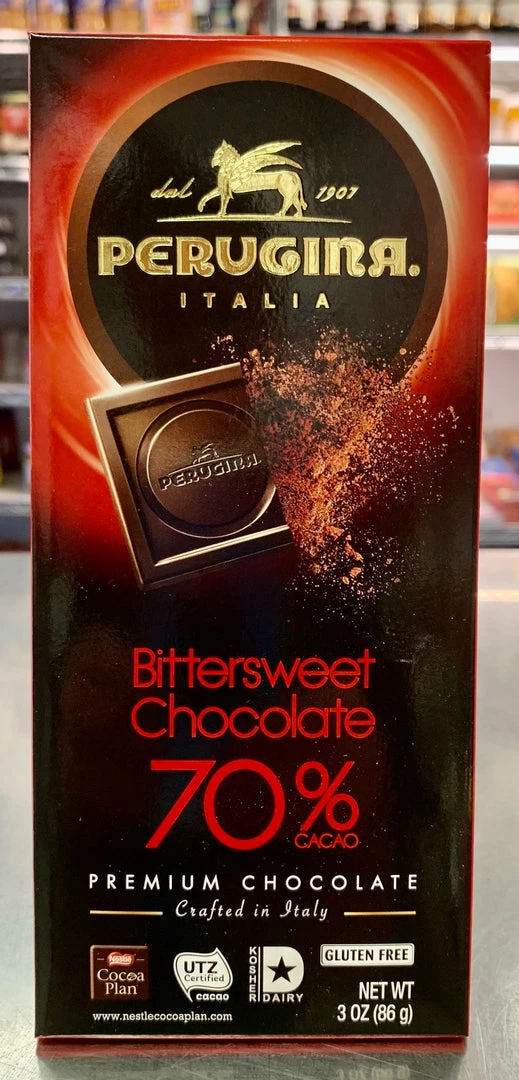 dal 1907
PERUGINA.
ITALIA
PERUGINA.
Bittersweet
Chocolate
70%
CACAO
PREMIUM CHOCOLATE
Crafted in Italy
Nestlé
Cocoa
Plan
www.nestlecocoaplan.com
UTZ
Certified
cacao
KOSHER
D
DAIRY
GLUTEN FREE
NET WT
3 OZ (86 g)